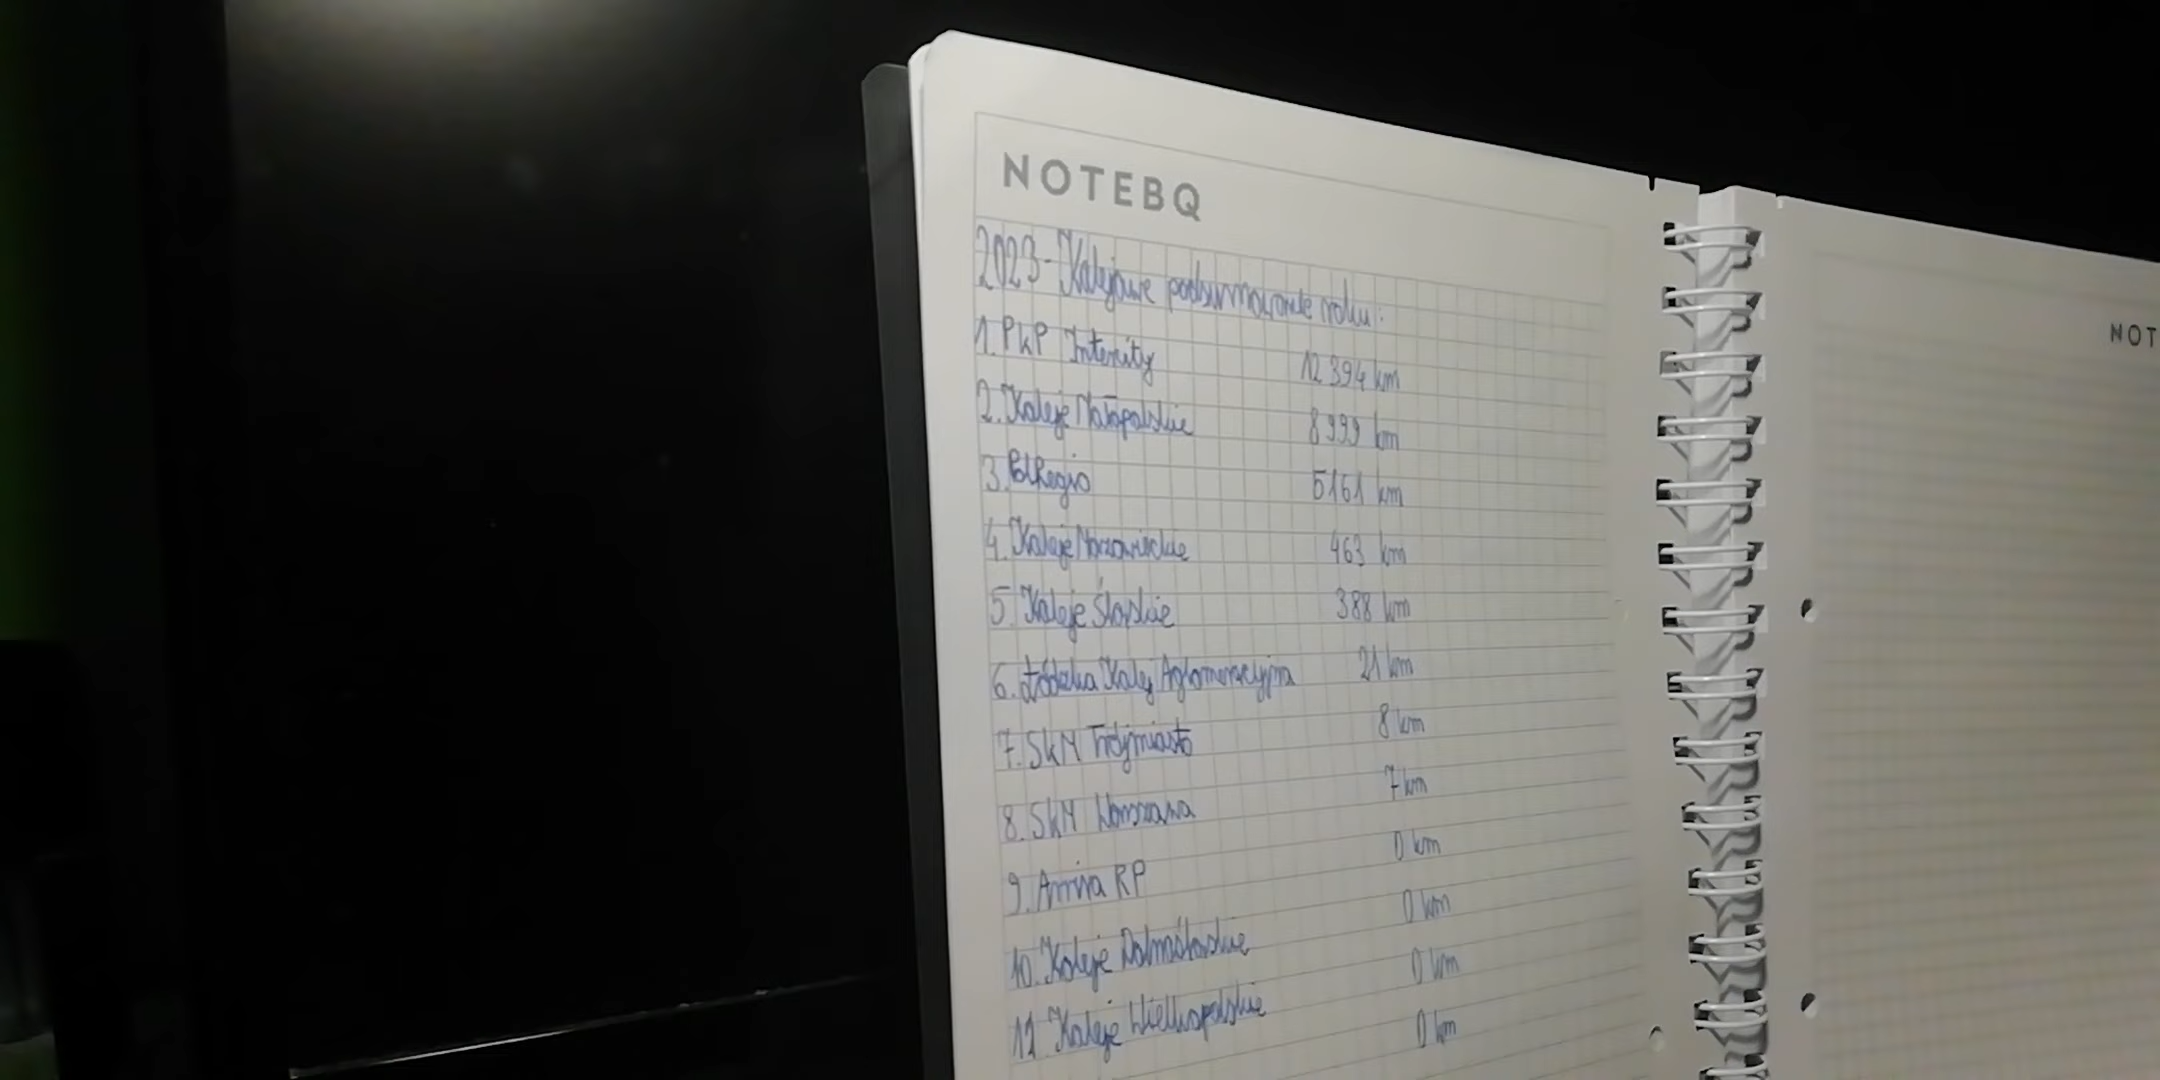 NOTEBQ
2023 - Kolejowe podsumowanie roku:
1. PKP Intercity 12 394 km
2. Koleje Małopolskie 8 999 km
3. PolRegio 5161 km
4. Koleje Mazowieckie 463 km
5. Koleje Śląskie 388 km
6. Łódzka Kolej Aglomeracyjna 21 km
7. SKM Trójmiasto 8 km
8. SKM Warszawa 7 km
9. Arriva RP 0 km
10. Koleje Dolnośląskie 0 km
11. Koleje Wielkopolskie 0 km
0 km
NOT